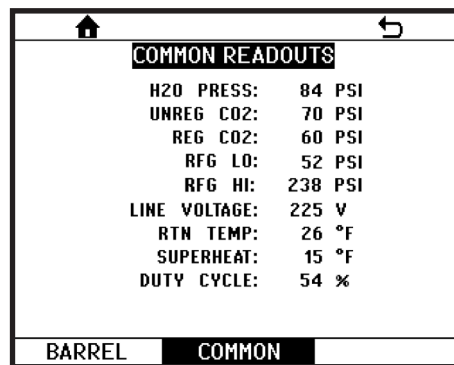 COMMON READOUTS
H2O PRESS: 84 PSI
UNREG CO2: 70 PSI
REG CO2: 60 PSI
RFG LO: 52 PSI
RFG HI: 238 PSI
LINE VOLTAGE: 225 V
RTN TEMP: 26 °F
SUPERHEAT: 15 °F
DUTY CYCLE: 54 %
BARREL COMMON